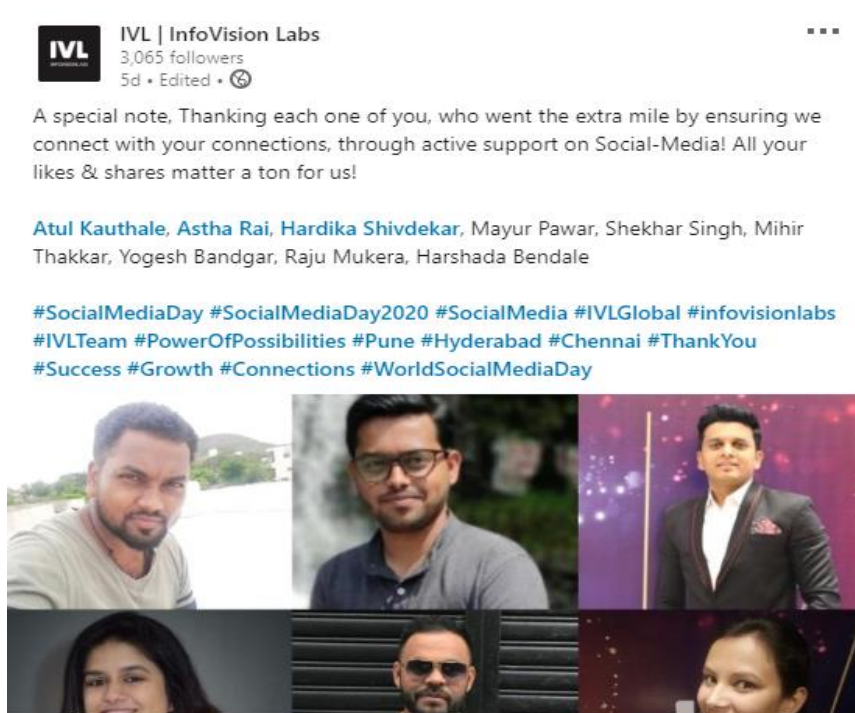 IVL | InfoVision Labs
3,065 followers
5d • Edited •
A special note, Thanking each one of you, who went the extra mile by ensuring we
connect with your connections, through active support on Social-Media! All your
likes & shares matter a ton for us!
Atul Kauthale, Astha Rai, Hardika Shivdekar, Mayur Pawar, Shekhar Singh, Mihir
Thakkar, Yogesh Bandgar, Raju Mukera, Harshada Bendale
#SocialMediaDay #SocialMediaDay2020 #SocialMedia #IVLGlobal #infovisionlabs
#IVLTeam #PowerOfPossibilities #Pune #Hyderabad #Chennai #ThankYou
#Success #Growth #Connections #WorldSocialMediaDay
IVL